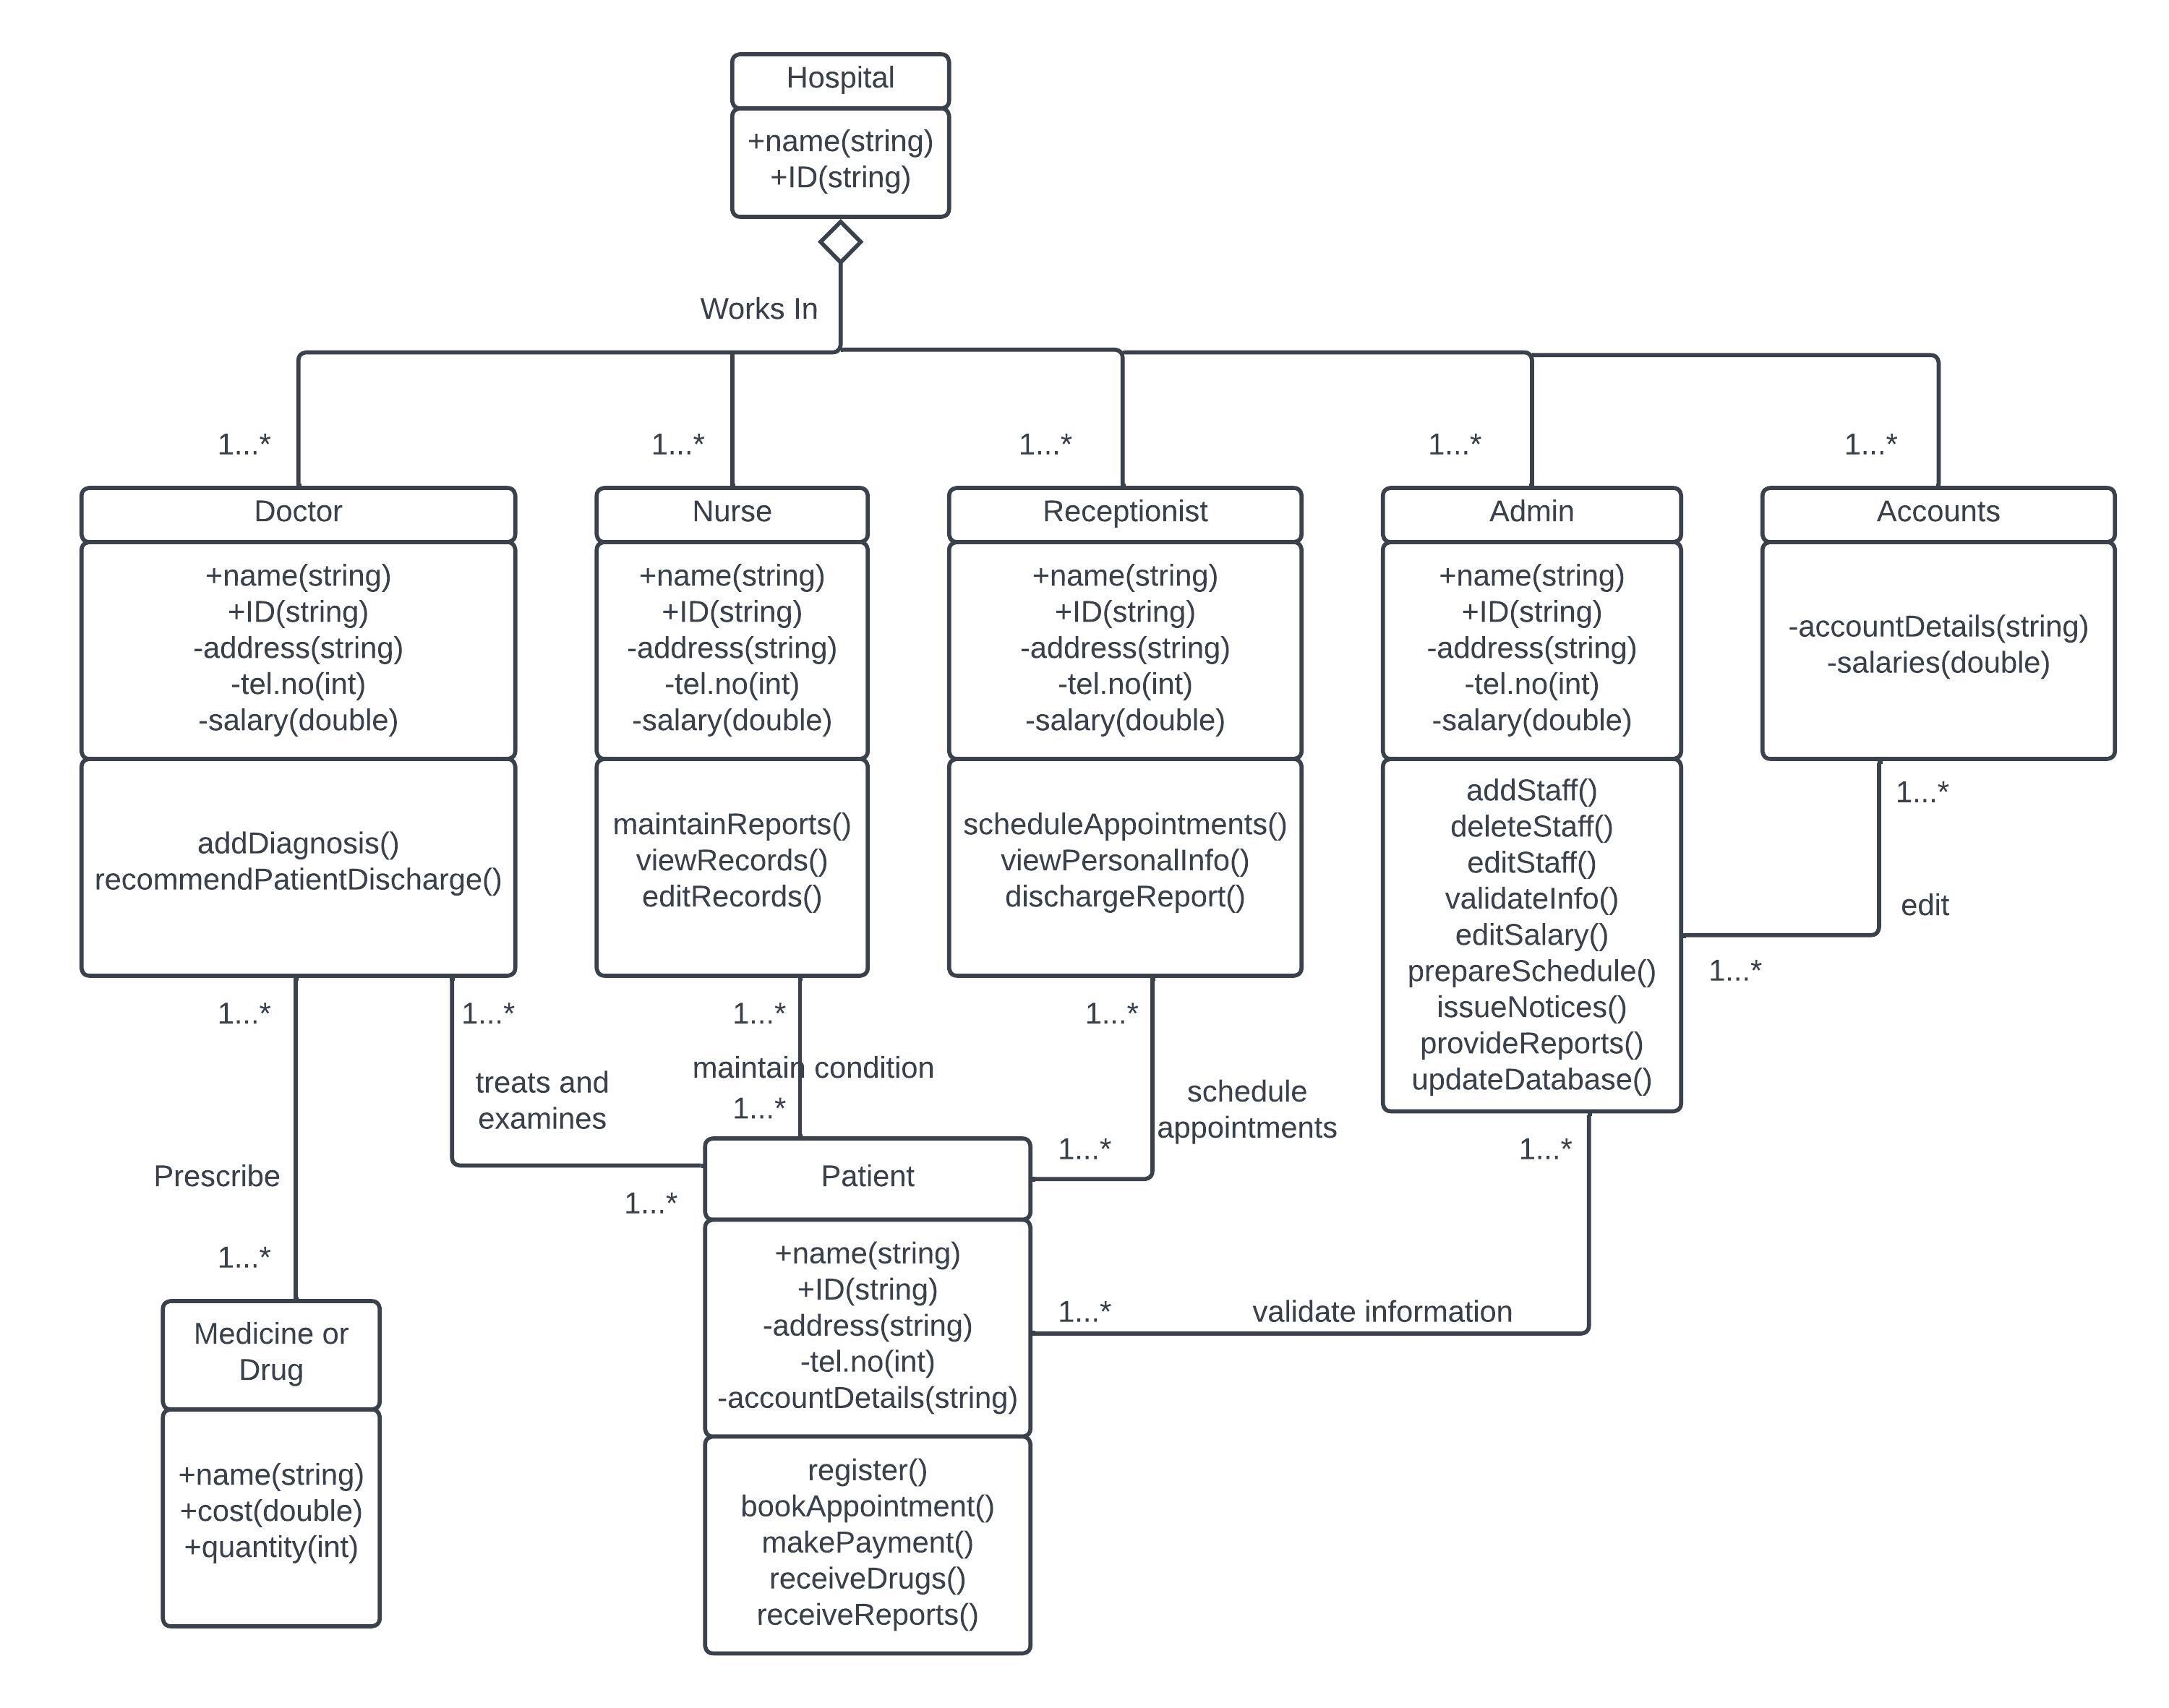 Hospital
+name(string)
+ID(string)
Works In
1...*
1...*
1...*
1...*
1...*
Doctor
+name(string)
+ID(string)
-address(string)
-tel.no(int)
-salary(double)
addDiagnosis()
recommendPatientDischarge()
Nurse
+name(string)
+ID(string)
-address(string)
-tel.no(int)
-salary(double)
maintainReports()
viewRecords()
editRecords()
Receptionist
+name(string)
+ID(string)
-address(string)
-tel.no(int)
-salary(double)
scheduleAppointments()
viewPersonalInfo()
dischargeReport()
Admin
+name(string)
+ID(string)
-address(string)
-tel.no(int)
-salary(double)
addStaff()
deleteStaff()
editStaff()
validateInfo()
editSalary()
prepareSchedule()
issueNotices()
provideReports()
updateDatabase()
Accounts
-accountDetails(string)
-salaries(double)
1...*
edit
1...*
1...*
Prescribe
1...*
1...*
treats and
examines
1...*
1...*
maintain condition
1...*
1...*
schedule
appointments
1...*
1...*
validate information
1...*
Medicine or
Drug
+name(string)
+cost(double)
+quantity(int)
Patient
+name(string)
+ID(string)
-address(string)
-tel.no(int)
-accountDetails(string)
register()
bookAppointment()
makePayment()
receiveDrugs()
receiveReports()